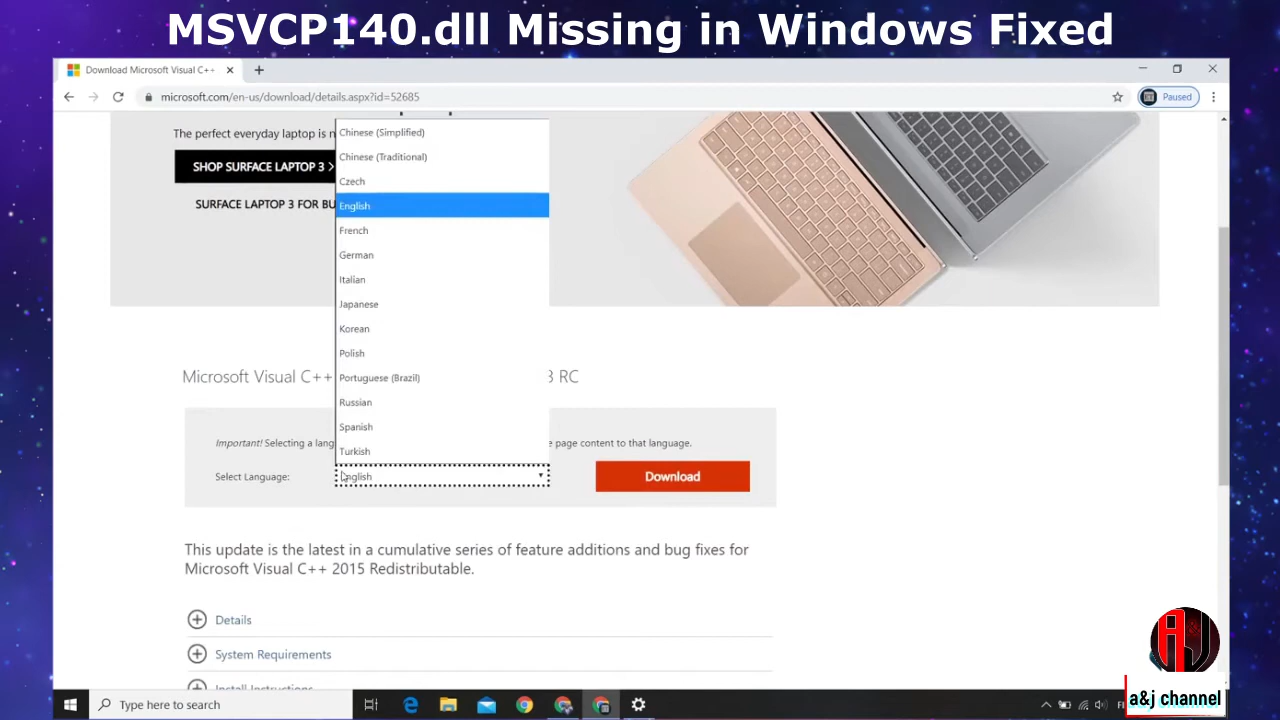 MSVCP140.dll Missing in Windows Fixed
Download Microsoft Visual C++
microsoft.com/en-us/download/details.aspx?id=52685
Paused
The perfect everyday laptop is n
SHOP SURFACE LAPTOP 3 >
SURFACE LAPTOP 3 FOR BU
Chinese (Simplified)
Chinese (Traditional)
Czech
English
French
German
Italian
Japanese
Korean
Polish
Portuguese (Brazil)
Russian
Spanish
Turkish
Microsoft Visual C++ 3 RC
Important! Selecting a lang e page content to that language.
Select Language: English Download
This update is the latest in a cumulative series of feature additions and bug fixes for
Microsoft Visual C++ 2015 Redistributable.
Details
System Requirements
Install Instructions
Type here to search
AJ
a&j channel